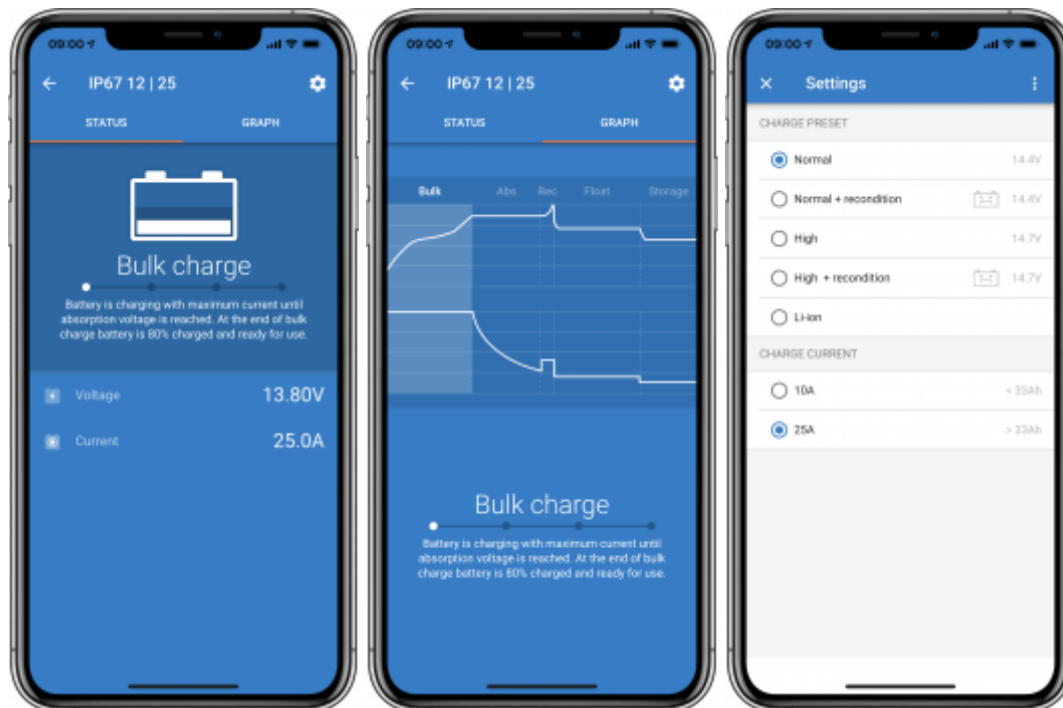 09:00
IP67 12 | 25
STATUS
GRAPH
Bulk charge
Battery is charging with maximum current until
absorption voltage is reached. At the end of bulk
charge battery is 80% charged and ready for use.
Voltage 13.80V
Current 25.0A
09:00
IP67 12 | 25
STATUS
GRAPH
Bulk Abs Rec Float Storage
Bulk charge
Battery is charging with maximum current until
absorption voltage is reached. At the end of bulk
charge battery is 80% charged and ready for use.
09:00
Settings
CHARGE PRESET
Normal 14.4V
Normal + recondition 14.4V
High 14.7V
High + recondition 14.7V
Li-ion
CHARGE CURRENT
10A < 33Ah
25A > 33Ah